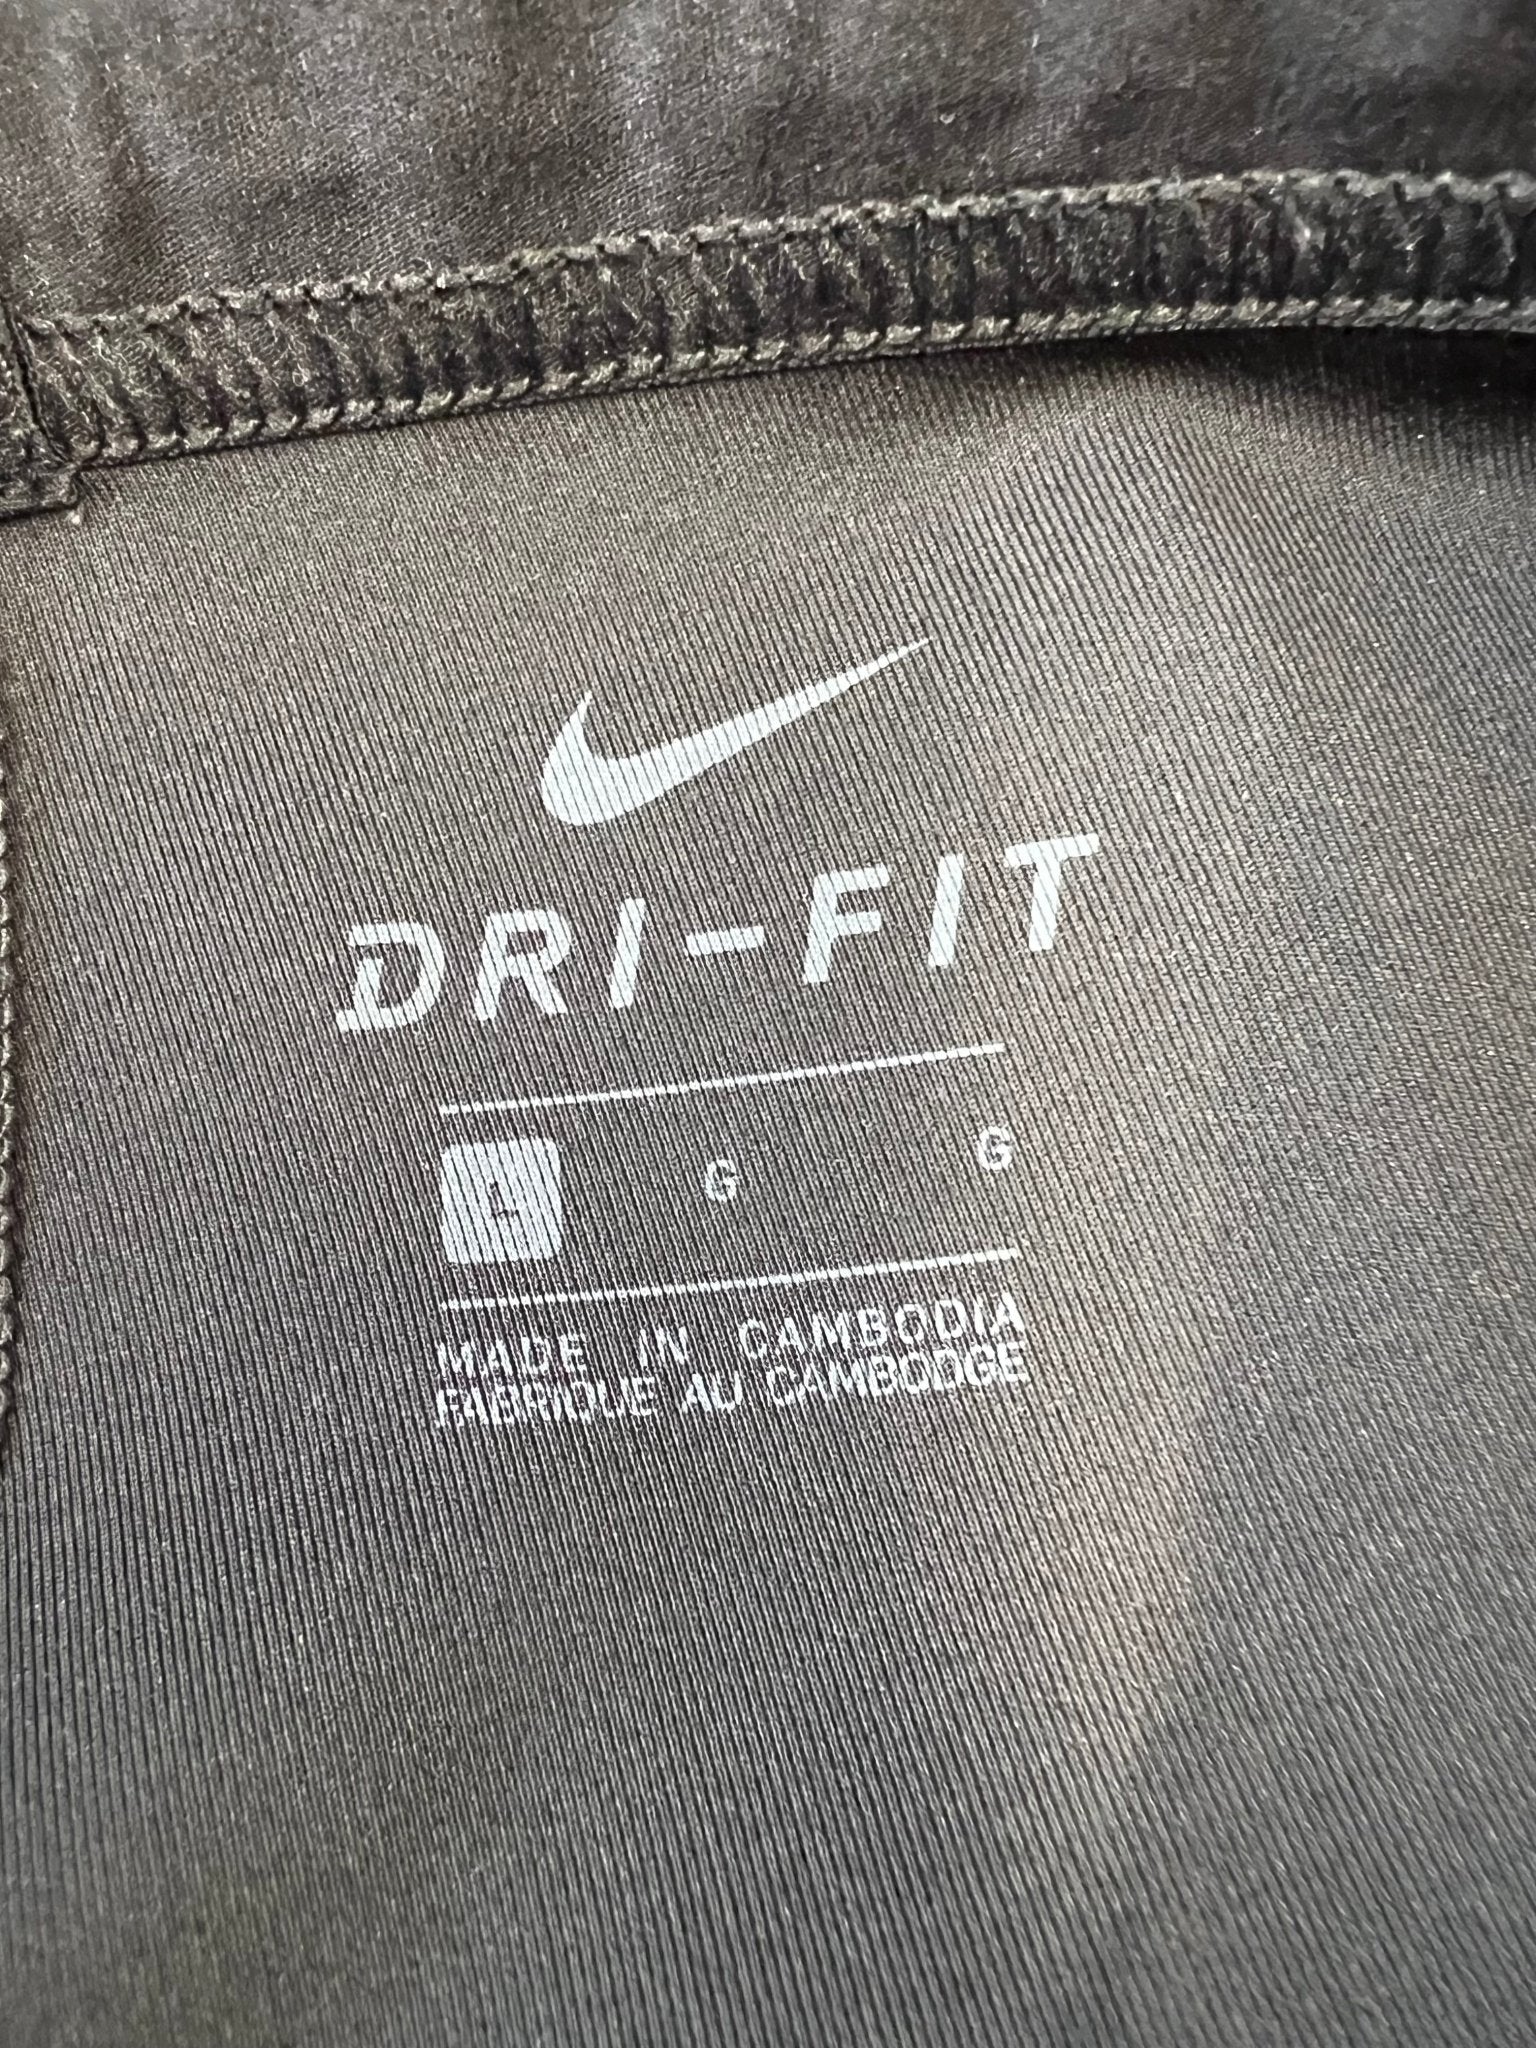 DRI-FIT
L G G
MADE IN CAMBODIA
FABRIQUE AU CAMBODGE